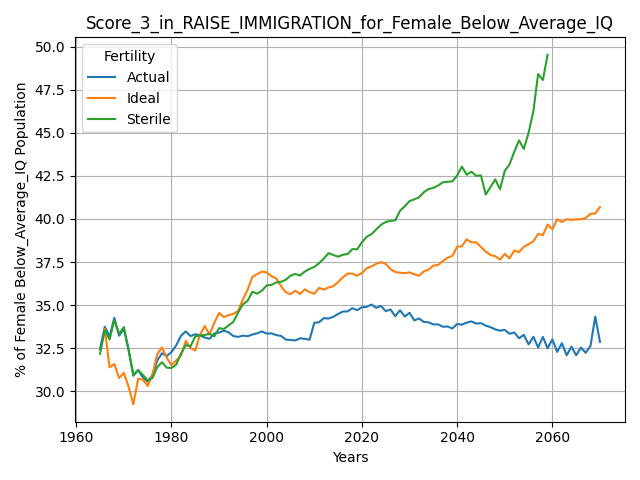 Score_3_in_RAISE_IMMIGRATION_for_Female_Below_Average_IQ
% of Female Below_Average_IQ Population
50.0
47.5
45.0
42.5
40.0
37.5
35.0
32.5
30.0
Fertility
Actual
Ideal
Sterile
1960
1980
2000
2020
2040
2060
Years